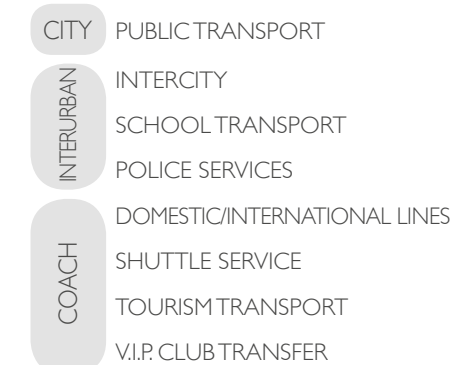 CITY PUBLIC TRANSPORT
INTERURBAN
INTERCITY
SCHOOL TRANSPORT
POLICE SERVICES
COACH
DOMESTIC/INTERNATIONAL LINES
SHUTTLE SERVICE
TOURISM TRANSPORT
V.I.P. CLUB TRANSFER